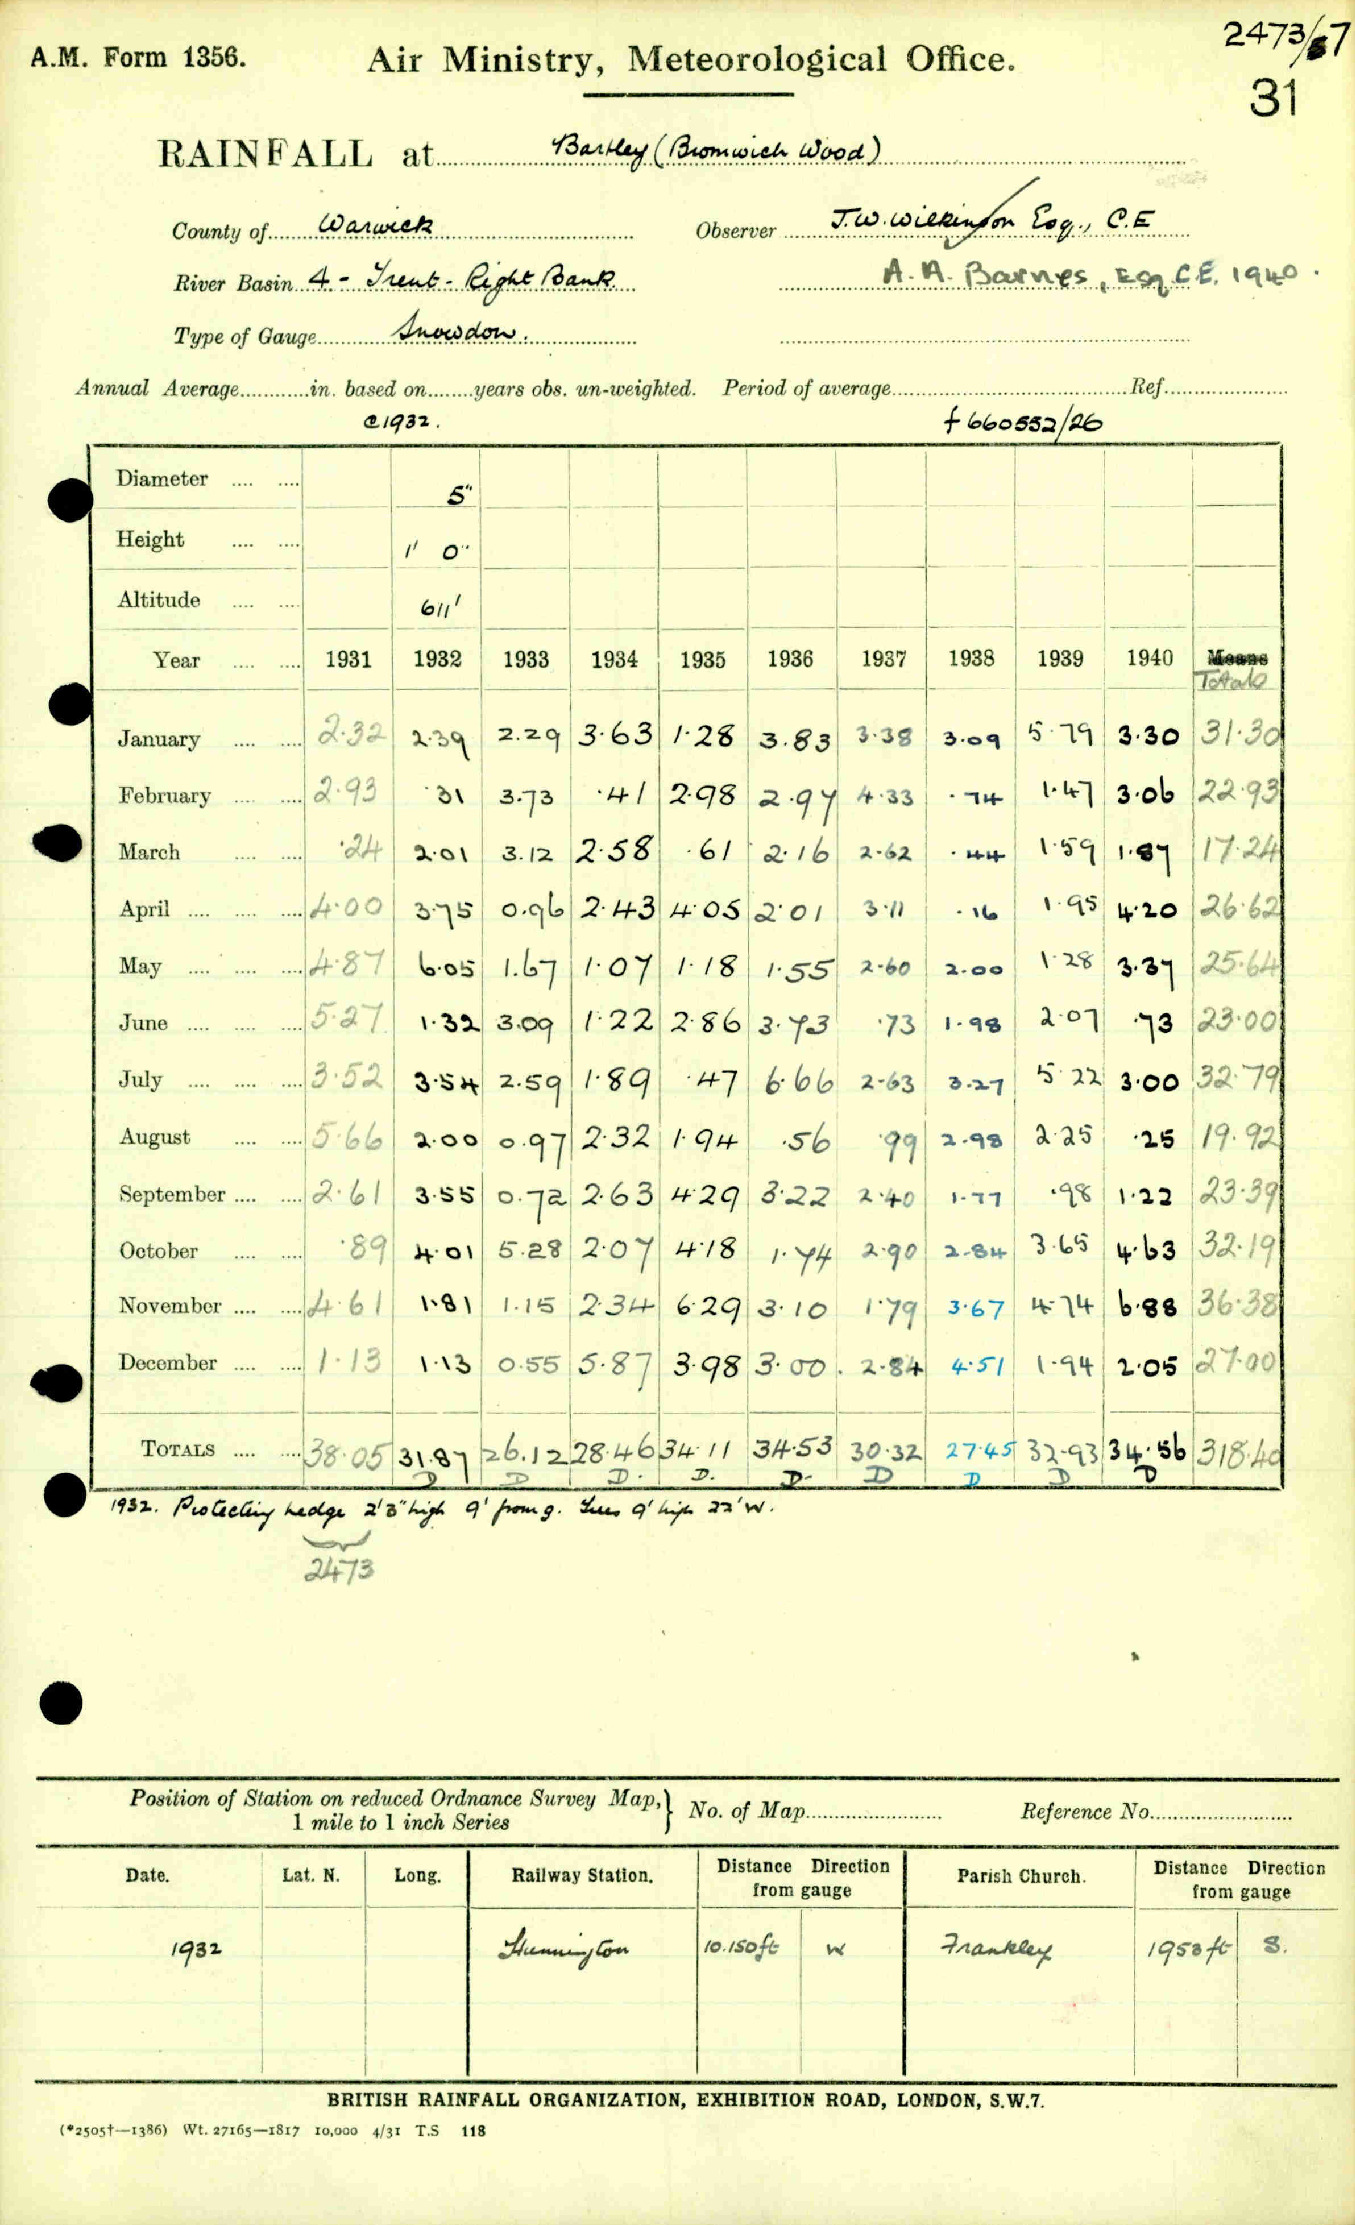 2473/67
A.M. Form 1356. Air Ministry, Meteorological Office.
31
RAINFALL at Bartley (Bromwich Wood)
County of Warwick Observer J.W. Wilkinson Esq., C.E
River Basin 4 - Trent - Right Bank A. A. Barnes, Esq C.E. 1940.
Type of Gauge Snowdon.
Annual Average in. based on years obs. un-weighted. Period of average Ref.
@1932. f 660552/26
Diameter 5"
Height 1' 0"
Altitude 611'
Year 1931 1932 1933 1934 1935 1936 1937 1938 1939 1940 Means
Totals
January 2.32 2.39 2.29 3.63 1.28 3.83 3.38 3.09 5.79 3.30 31.30
February 2.93 .31 3.73 .41 2.98 2.97 4.33 .74 1.47 3.06 22.93
March .24 2.01 3.12 2.58 .61 2.16 2.62 .44 1.59 1.87 17.24
April 4.00 3.75 0.96 2.43 4.05 2.01 3.11 .16 1.95 4.20 26.62
May 4.87 6.05 1.67 1.07 1.18 1.55 2.60 2.00 1.28 3.37 25.64
June 5.27 1.32 3.09 1.22 2.86 3.73 .73 1.98 2.07 .73 23.00
July 3.52 3.54 2.59 1.89 .47 6.66 2.63 3.27 5.22 3.00 32.79
August 5.66 2.00 0.97 2.32 1.94 .56 .99 2.98 2.25 .25 19.92
September 2.61 3.55 0.72 2.63 4.29 3.22 2.40 1.77 .98 1.22 23.39
October .89 4.01 5.28 2.07 4.18 1.74 2.90 2.84 3.65 4.63 32.19
November 4.61 1.81 1.15 2.34 6.29 3.10 1.79 3.67 4.74 6.88 36.38
December 1.13 1.13 0.55 5.87 3.98 3.00. 2.84 4.51 1.94 2.05 27.00
TOTALS 38.05 31.87 26.12 28.46 34.11 34.53 30.32 27.45 32.93 34.56 318.40
D D D. D. D- D D D D
1932. Protecting hedge 2'3" high 9' from g. Trees 9' high 22' W.
2473
Position of Station on reduced Ordnance Survey Map, } No. of Map Reference No.
1 mile to 1 inch Series
Date. Lat. N. Long. Railway Station. Distance Direction from gauge Parish Church. Distance Direction from gauge
1932 Hunnington 10.150ft W Frankley 1953 ft S.
BRITISH RAINFALL ORGANIZATION, EXHIBITION ROAD, LONDON, S.W.7.
(*2505†—1386) Wt. 27165—1817 10,000 4/31 T.S 118